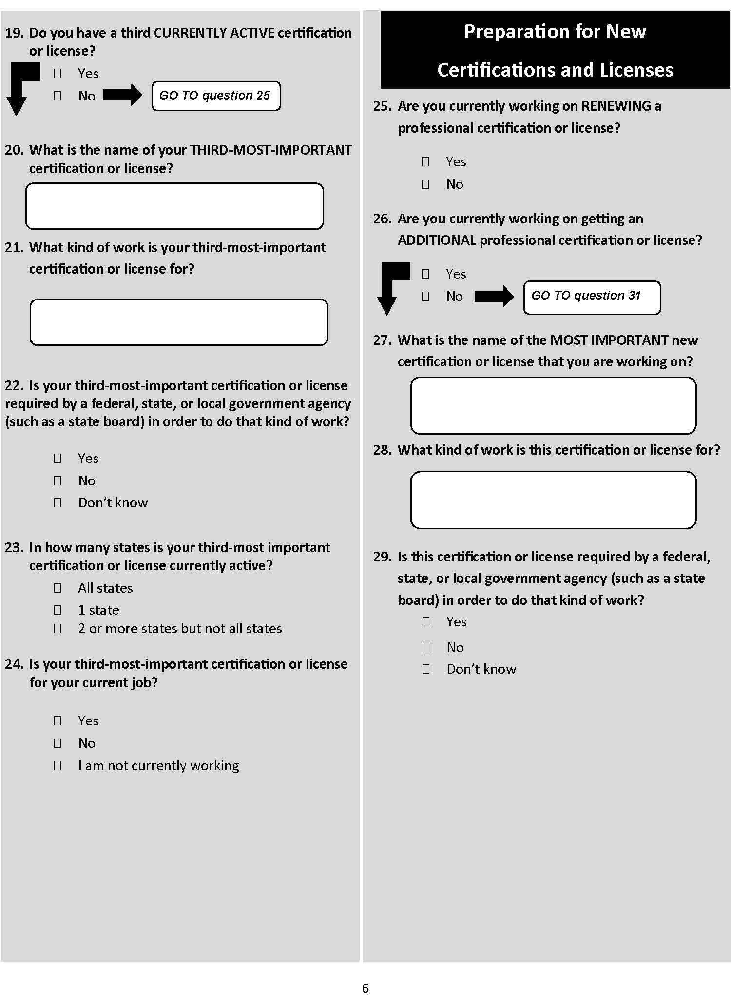 19. Do you have a third CURRENTLY ACTIVE certification
or license?
Yes
No
GO TO question 25
20. What is the name of your THIRD-MOST-IMPORTANT
certification or license?
21. What kind of work is your third-most-important
certification or license for?
22. Is your third-most-important certification or license
required by a federal, state, or local government agency
(such as a state board) in order to do that kind of work?
Yes
No
Don’t know
23. In how many states is your third-most important
certification or license currently active?
All states
1 state
2 or more states but not all states
24. Is your third-most-important certification or license
for your current job?
Yes
No
I am not currently working
Preparation for New
Certifications and Licenses
25. Are you currently working on RENEWING a
professional certification or license?
Yes
No
26. Are you currently working on getting an
ADDITIONAL professional certification or license?
Yes
No
GO TO question 31
27. What is the name of the MOST IMPORTANT new
certification or license that you are working on?
28. What kind of work is this certification or license for?
29. Is this certification or license required by a federal,
state, or local government agency (such as a state
board) in order to do that kind of work?
Yes
No
Don’t know
6